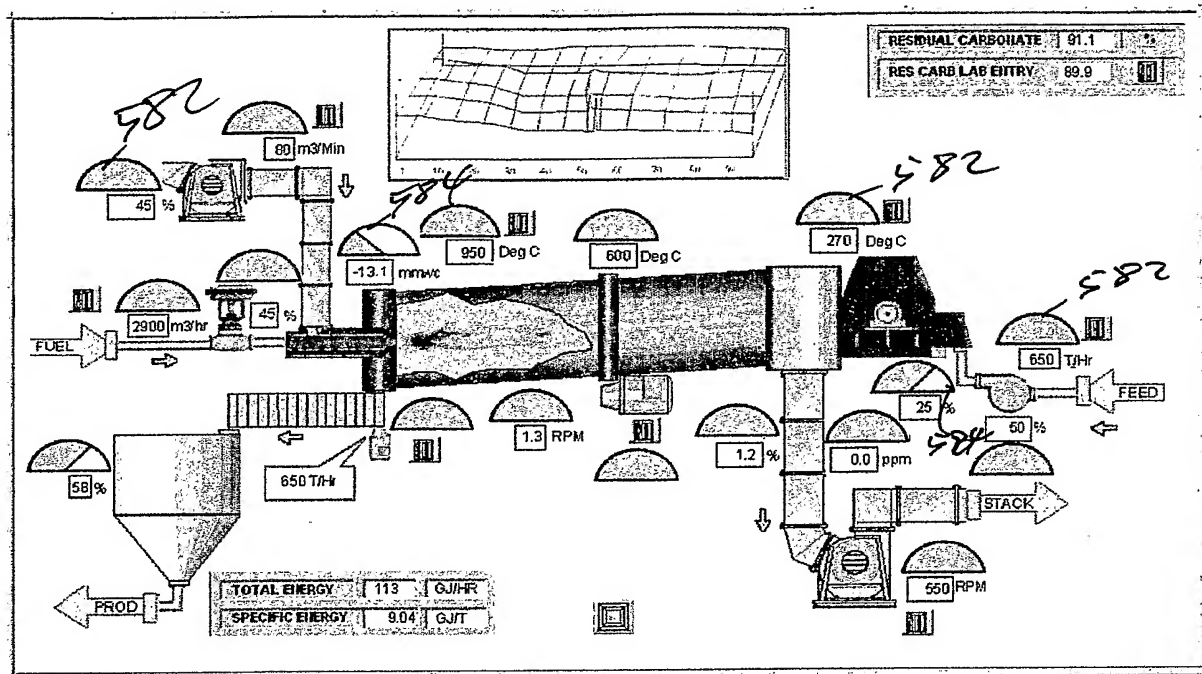 RESIDUAL CARBONATE 91.1 %
RES CARB LAB ENTRY 89.9
582
80 m3/Min
45 %
584
582
-13.1 mmwc
950 Deg C
600 Deg C
270 Deg C
582
2900 m3/hr
45 %
650 T/Hr
FUEL
FEED
25 %
50 %
584
1.3 RPM
1.2 %
0.0 ppm
58 %
650 T/Hr
STACK
550 RPM
PROD
TOTAL ENERGY 113 GJ/HR
SPECIFIC ENERGY 9.04 GJ/T